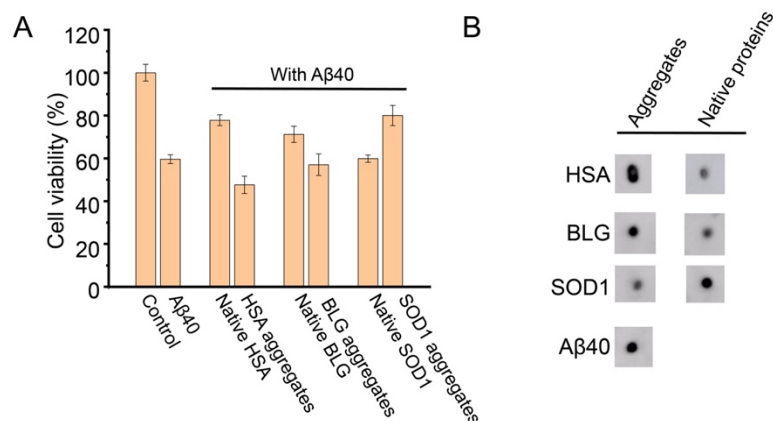 A
Cell viability (%)
120
100
80
60
40
20
0
With Aβ40
Control
Aβ40
Native HSA
HSA aggregates
Native BLG
BLG aggregates
Native SOD1
SOD1 aggregates
B
Aggregates
Native proteins
HSA
BLG
SOD1
Aβ40